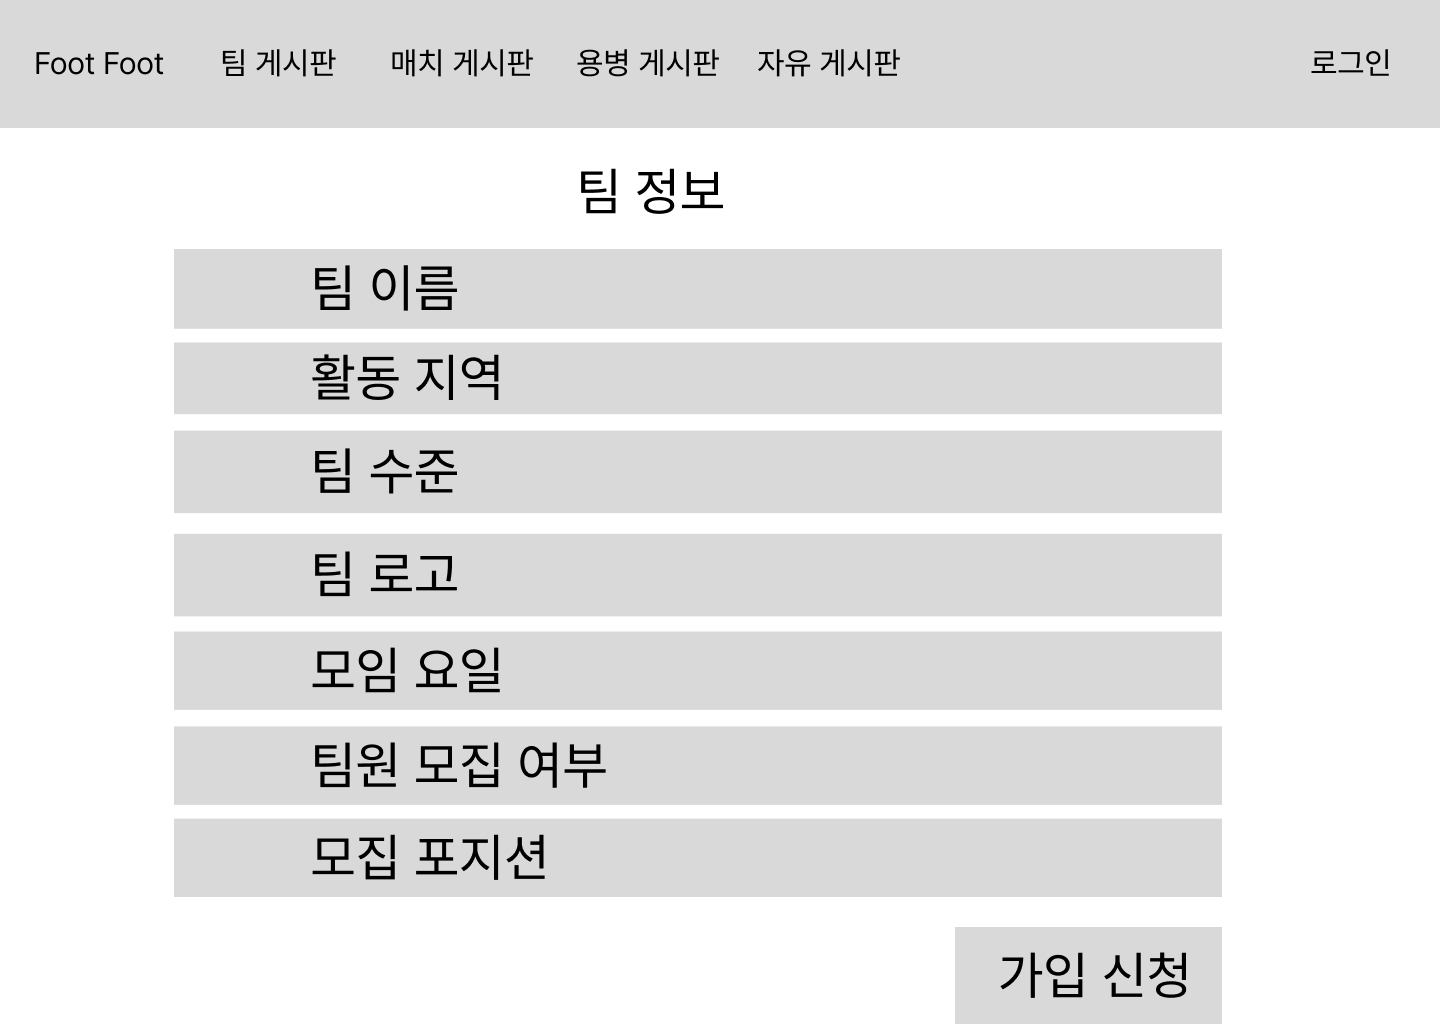 Foot Foot 팀 게시판 매치 게시판 용병 게시판 자유 게시판 로그인
팀 정보
팀 이름
활동 지역
팀 수준
팀 로고
모임 요일
팀원 모집 여부
모집 포지션
가입 신청